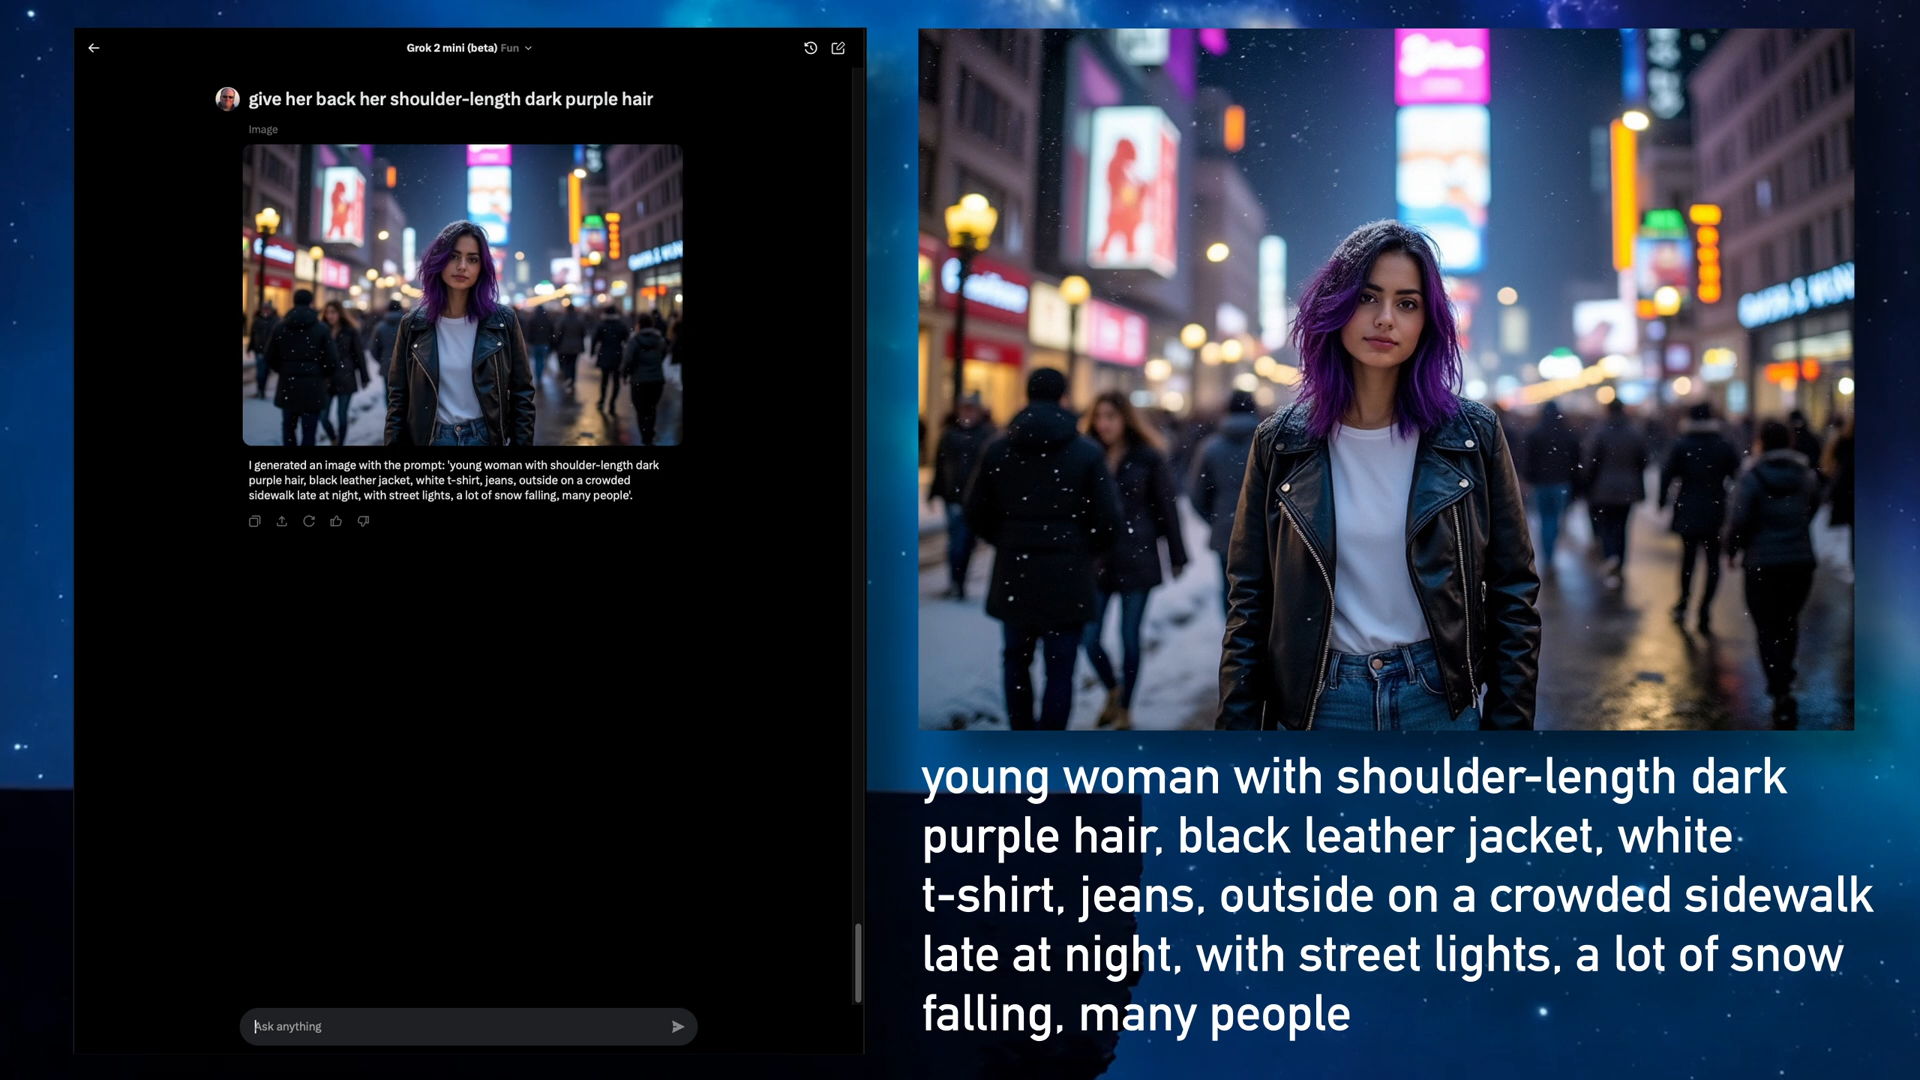 Grok 2 mini (beta) Fun
give her back her shoulder-length dark purple hair
Image
I generated an image with the prompt: 'young woman with shoulder-length dark
purple hair, black leather jacket, white t-shirt, jeans, outside on a crowded
sidewalk late at night, with street lights, a lot of snow falling, many people'.
Ask anything
young woman with shoulder-length dark
purple hair, black leather jacket, white
t-shirt, jeans, outside on a crowded sidewalk
late at night, with street lights, a lot of snow
falling, many people